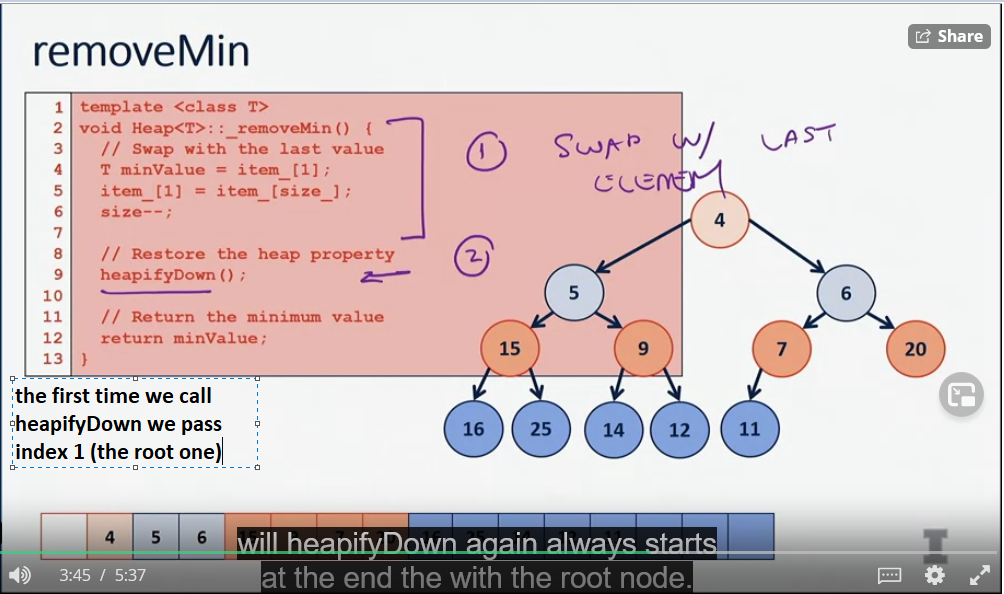 removeMin
Share
1 template <class T>
2 void Heap<T>::_removeMin() {
3 // Swap with the last value
4 T minValue = item_[1];
5 item_[1] = item_[size_];
6 size--;
7
8 // Restore the heap property
9 heapifyDown();
10
11 // Return the minimum value
12 return minValue;
13 }
1 SWAP W/ LAST
ELEMENT
2
4
5 6
15 9 7 20
16 25 14 12 11
the first time we call
heapifyDown we pass
index 1 (the root one)
4 5 6
will heapifyDown again always starts
at the end the with the root node.
3:45 / 5:37
I